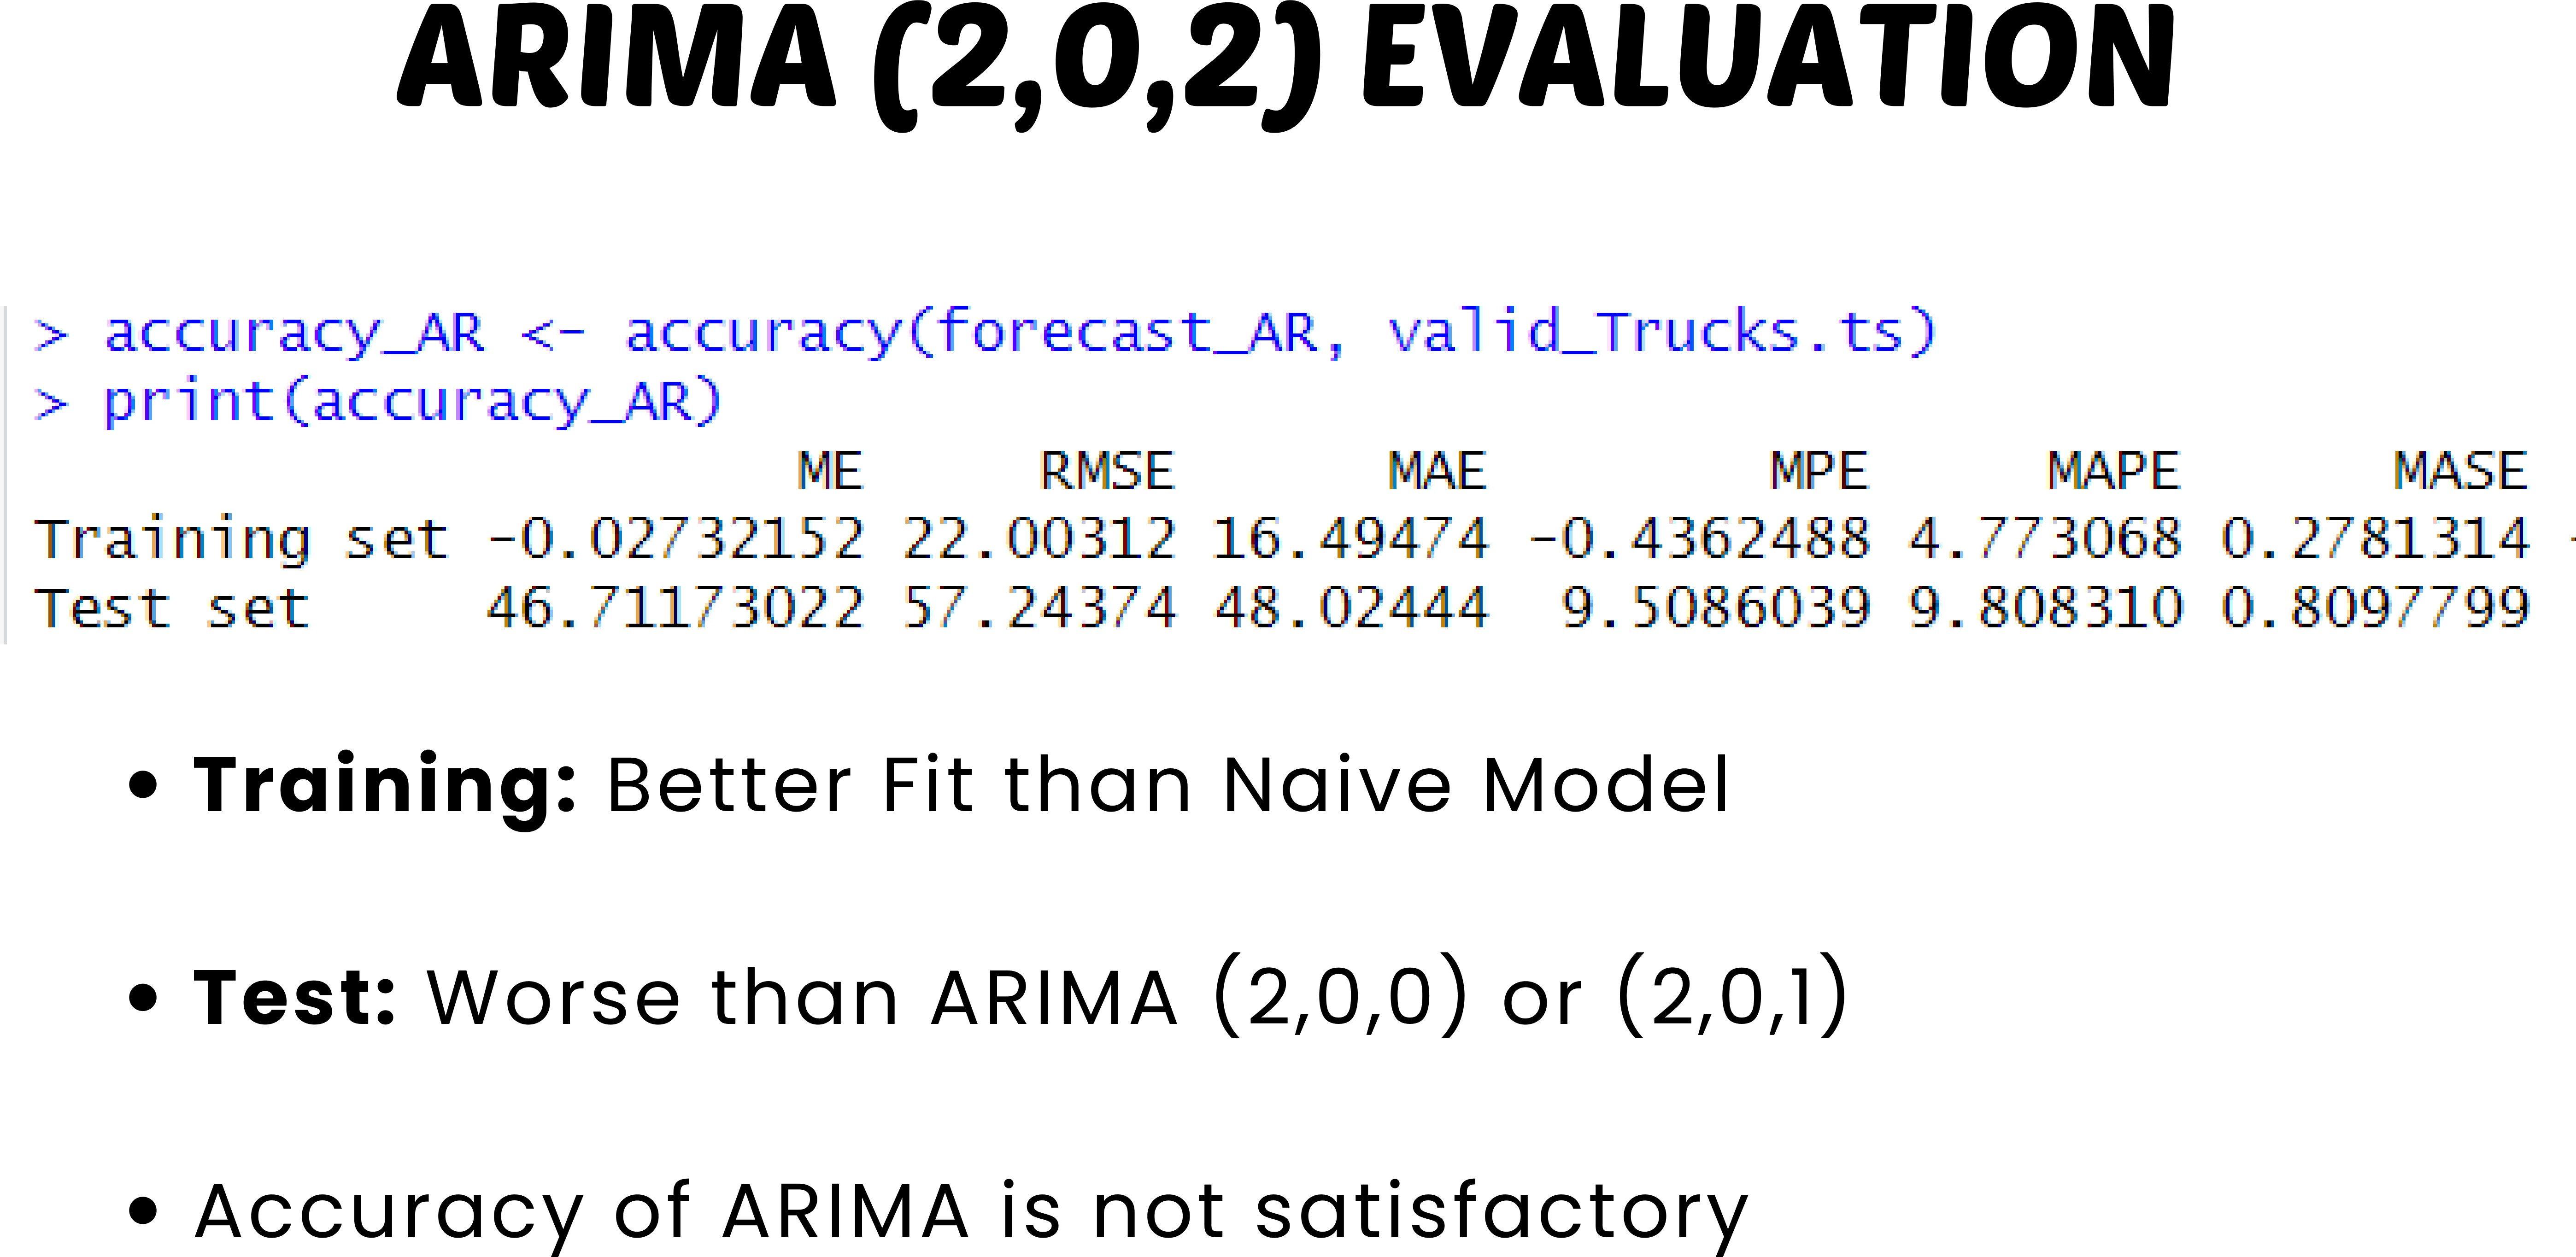 ARIMA (2,0,2) EVALUATION
> accuracy_AR <- accuracy(forecast_AR, valid_Trucks.ts)
> print(accuracy_AR)
ME RMSE MAE MPE MAPE MASE
Training set -0.02732152 22.00312 16.49474 -0.4362488 4.773068 0.2781314 -
Test set 46.71173022 57.24374 48.02444 9.5086039 9.808310 0.8097799
• Training: Better Fit than Naive Model
• Test: Worse than ARIMA (2,0,0) or (2,0,1)
• Accuracy of ARIMA is not satisfactory